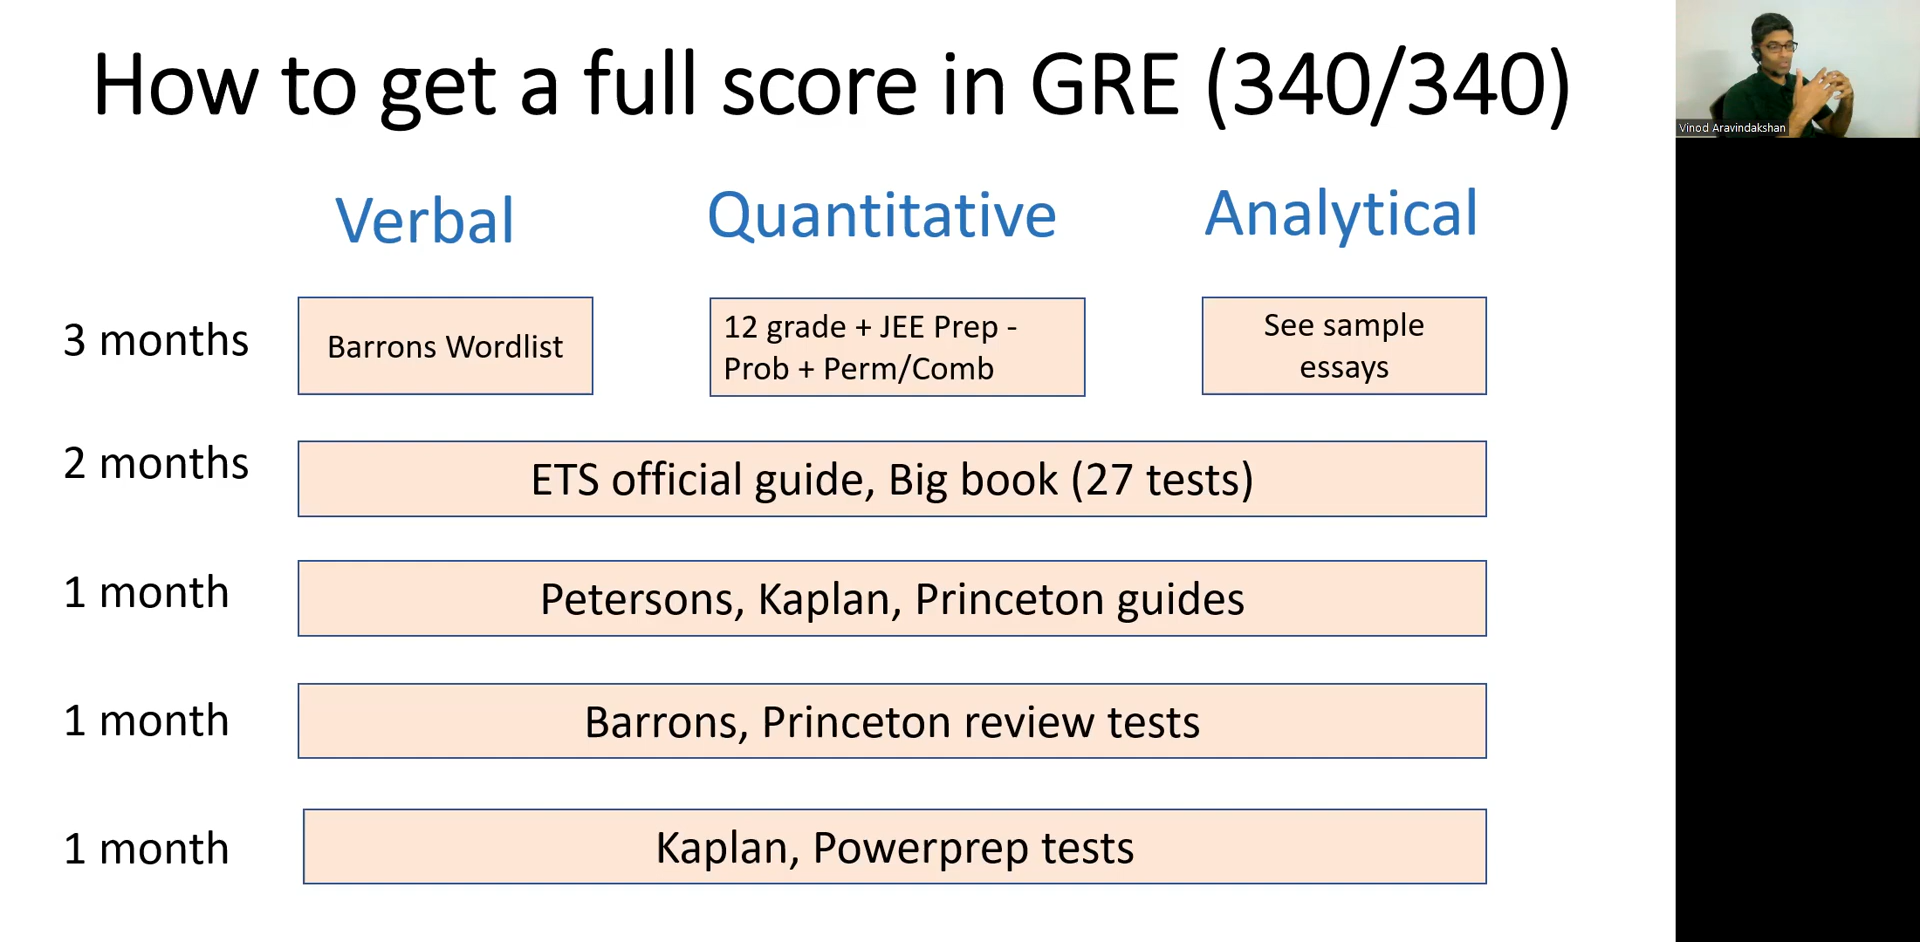 How to get a full score in GRE (340/340)
Vinod Aravindakshan
Verbal
Quantitative
Analytical
3 months
Barrons Wordlist
12 grade + JEE Prep -
Prob + Perm/Comb
See sample
essays
2 months
ETS official guide, Big book (27 tests)
1 month
Petersons, Kaplan, Princeton guides
1 month
Barrons, Princeton review tests
1 month
Kaplan, Powerprep tests